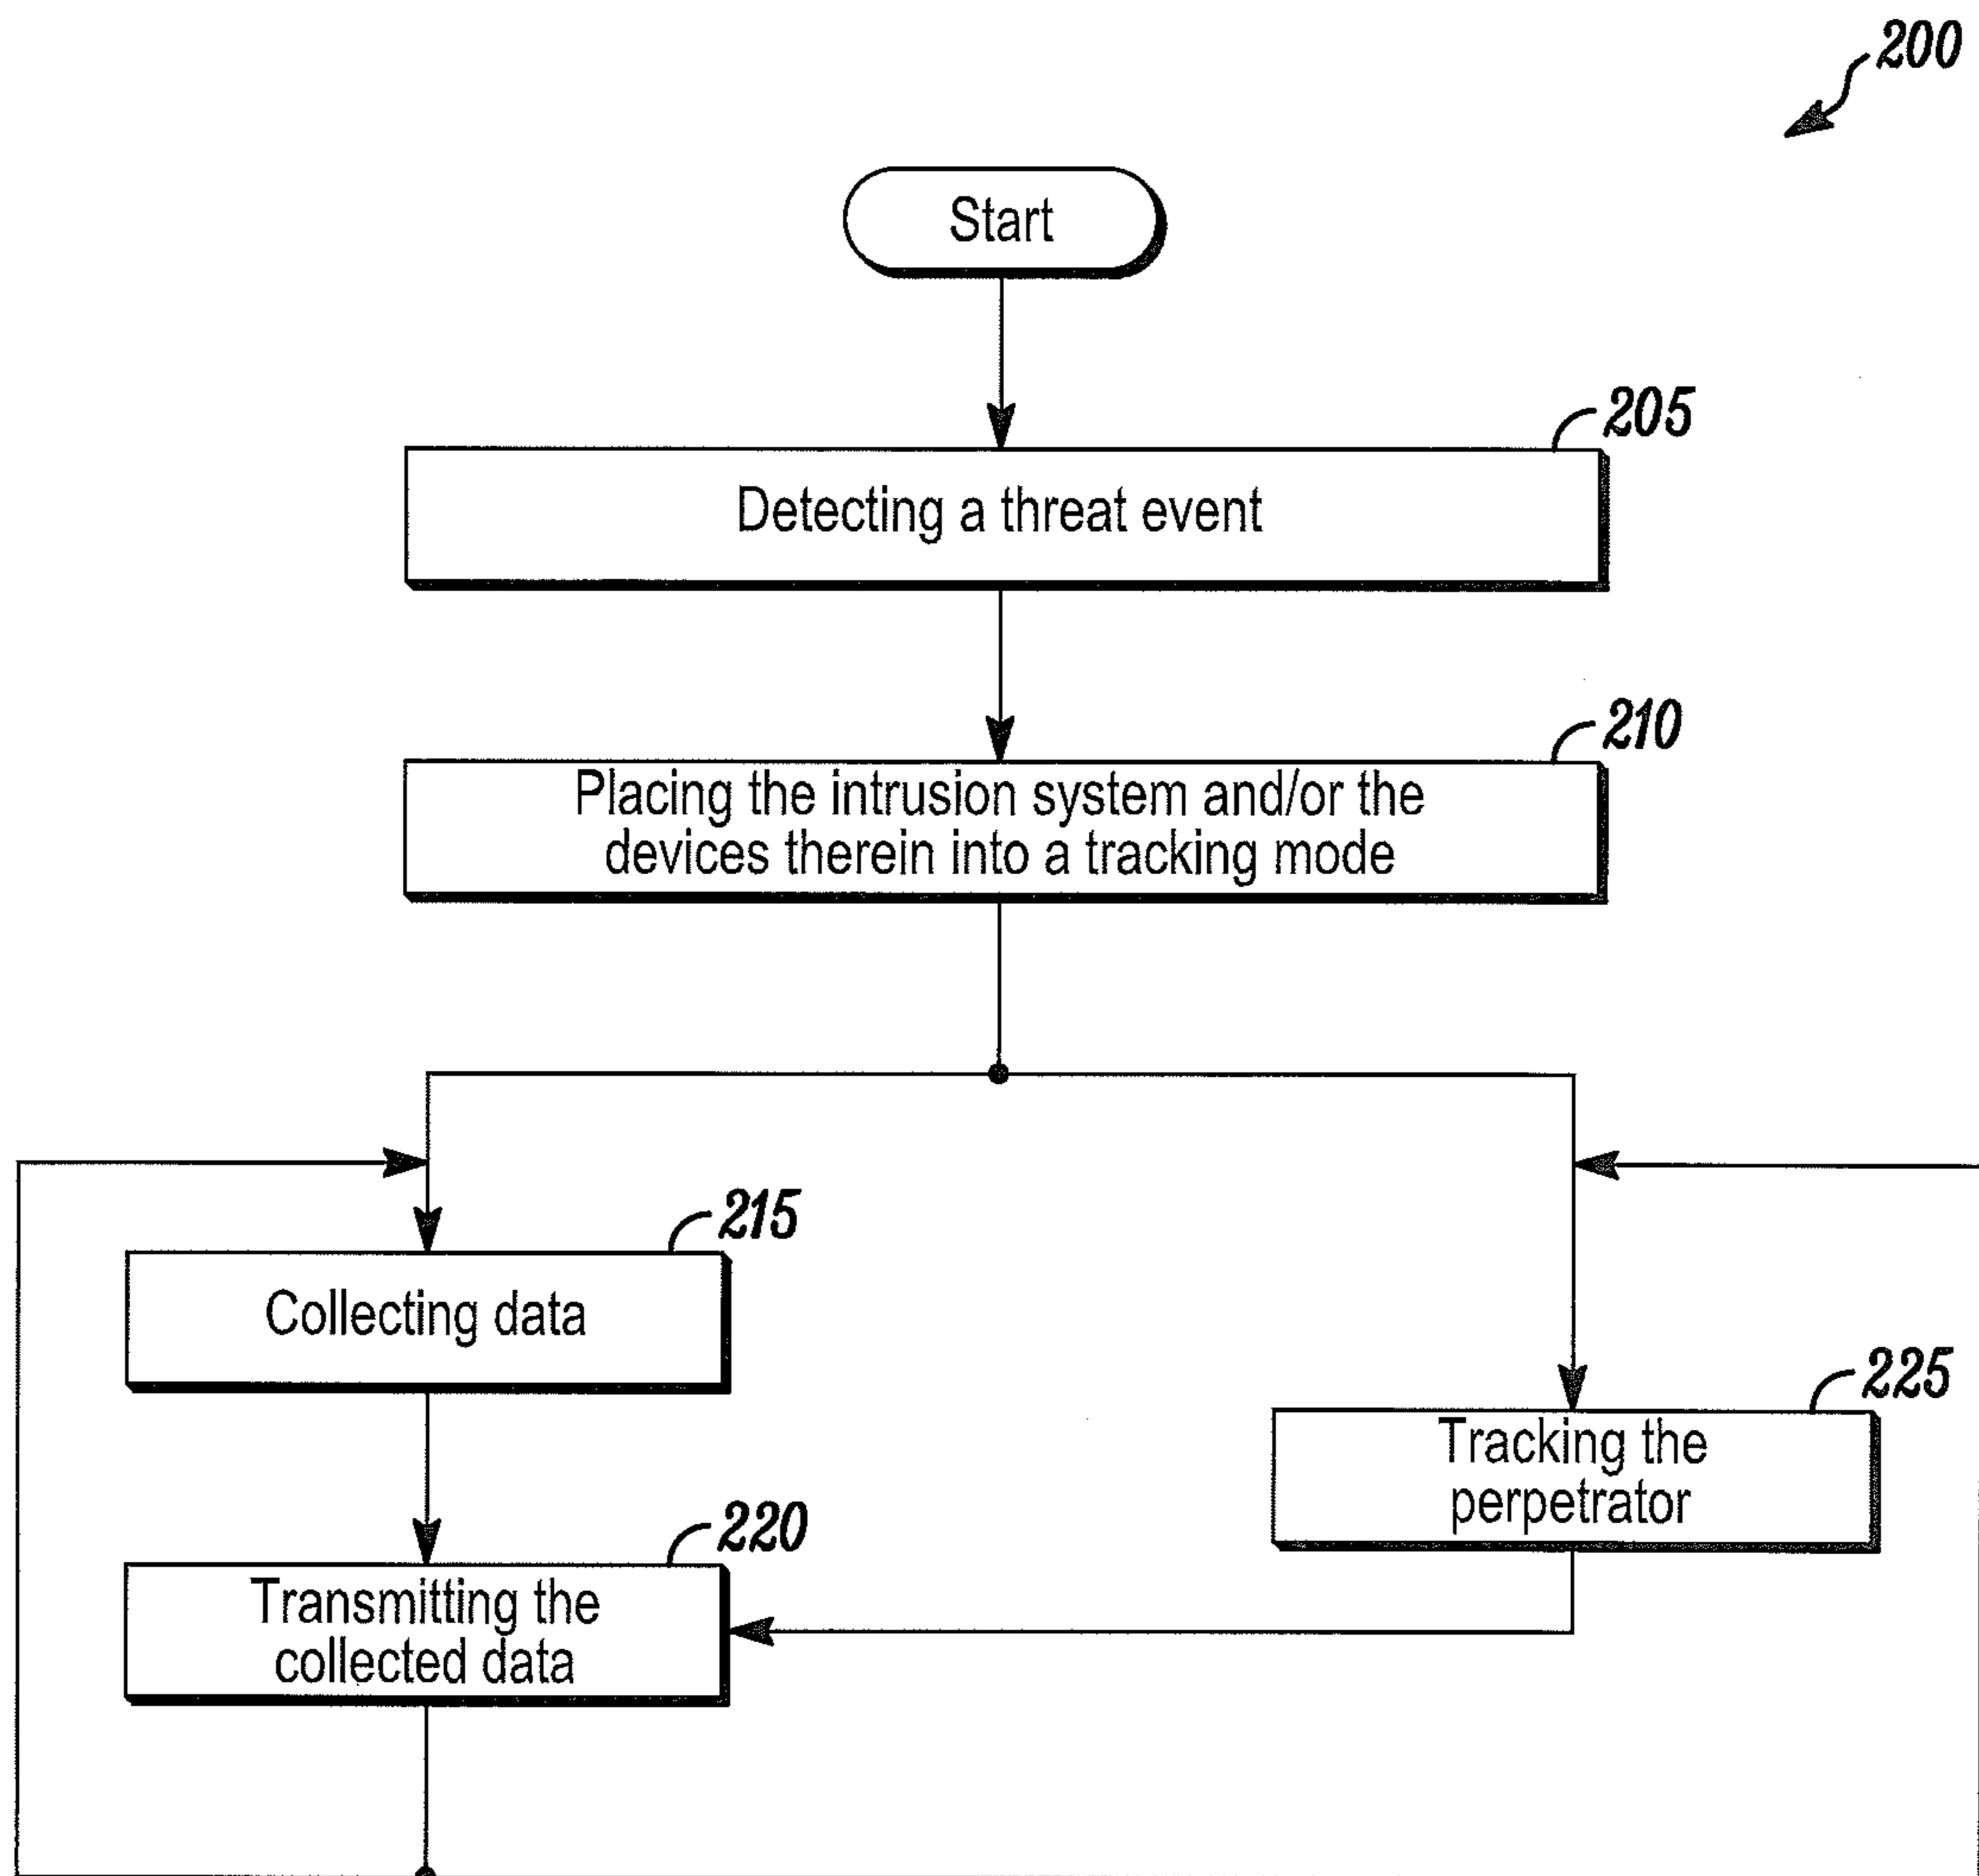 200
Start
205
Detecting a threat event
210
Placing the intrusion system and/or the
devices therein into a tracking mode
215
Collecting data
225
Tracking the
perpetrator
220
Transmitting the
collected data